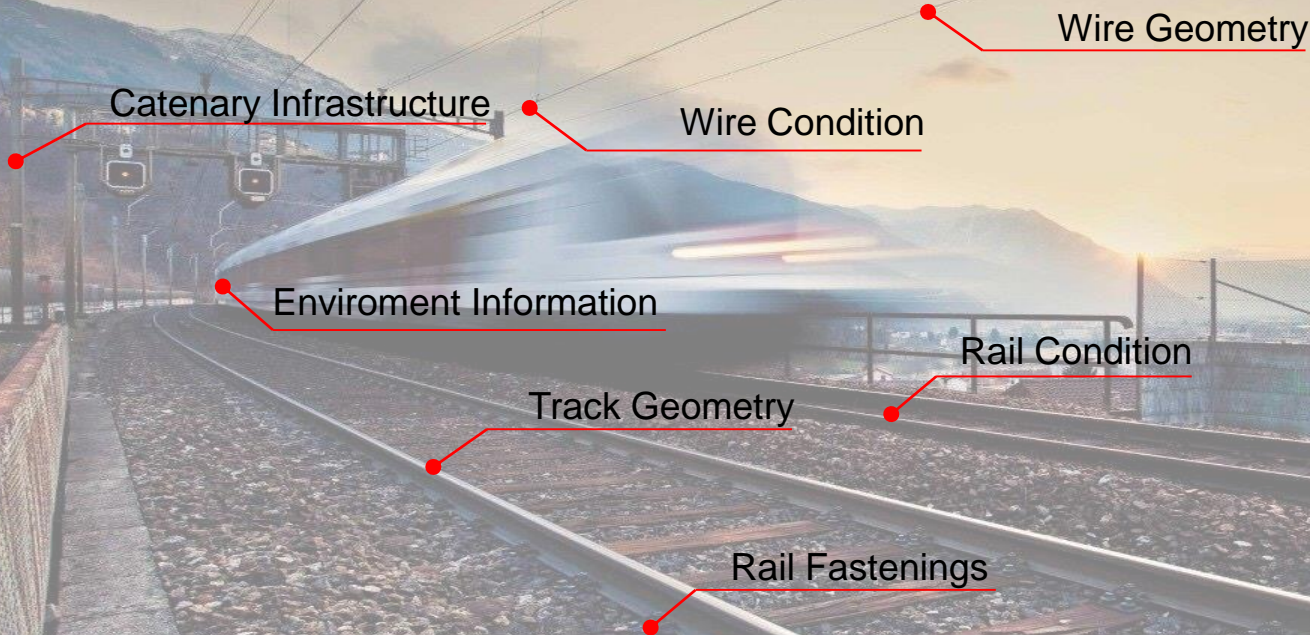 Wire Geometry
Catenary Infrastructure
Wire Condition
Enviroment Information
Rail Condition
Track Geometry
Rail Fastenings